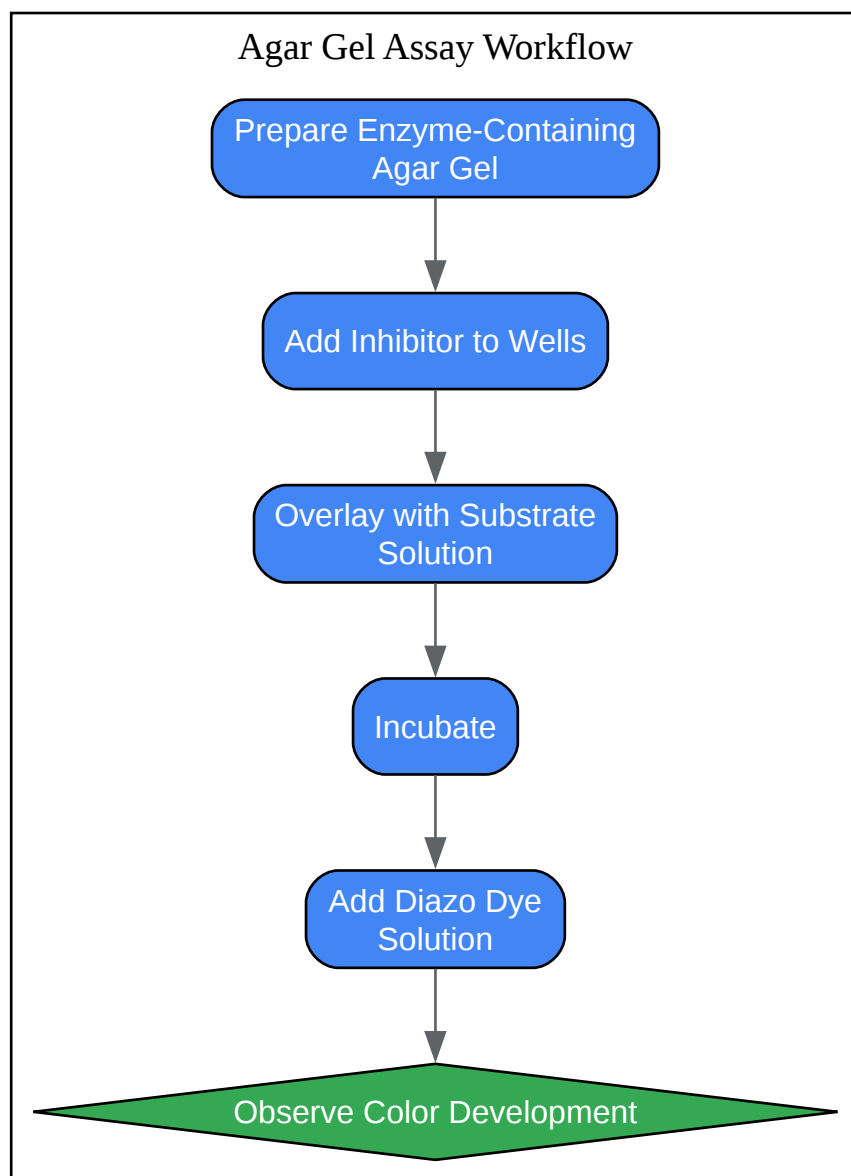 Agar Gel Assay Workflow
Prepare Enzyme-Containing
Agar Gel
Add Inhibitor to Wells
Overlay with Substrate
Solution
Incubate
Add Diazo Dye
Solution
Observe Color Development